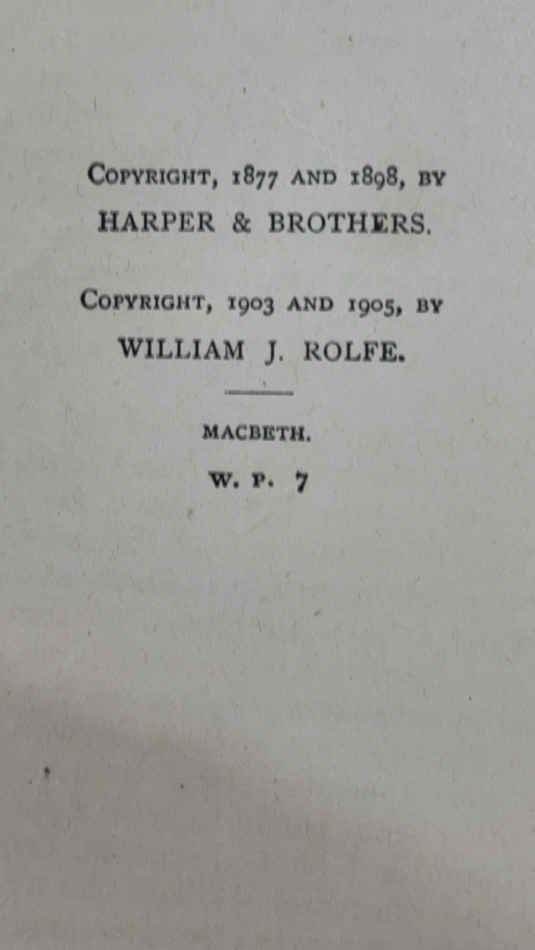 COPYRIGHT, 1877 AND 1898, BY
HARPER & BROTHERS.
COPYRIGHT, 1903 AND 1905, BY
WILLIAM J. ROLFE.
MACBETH.
W. P. 7